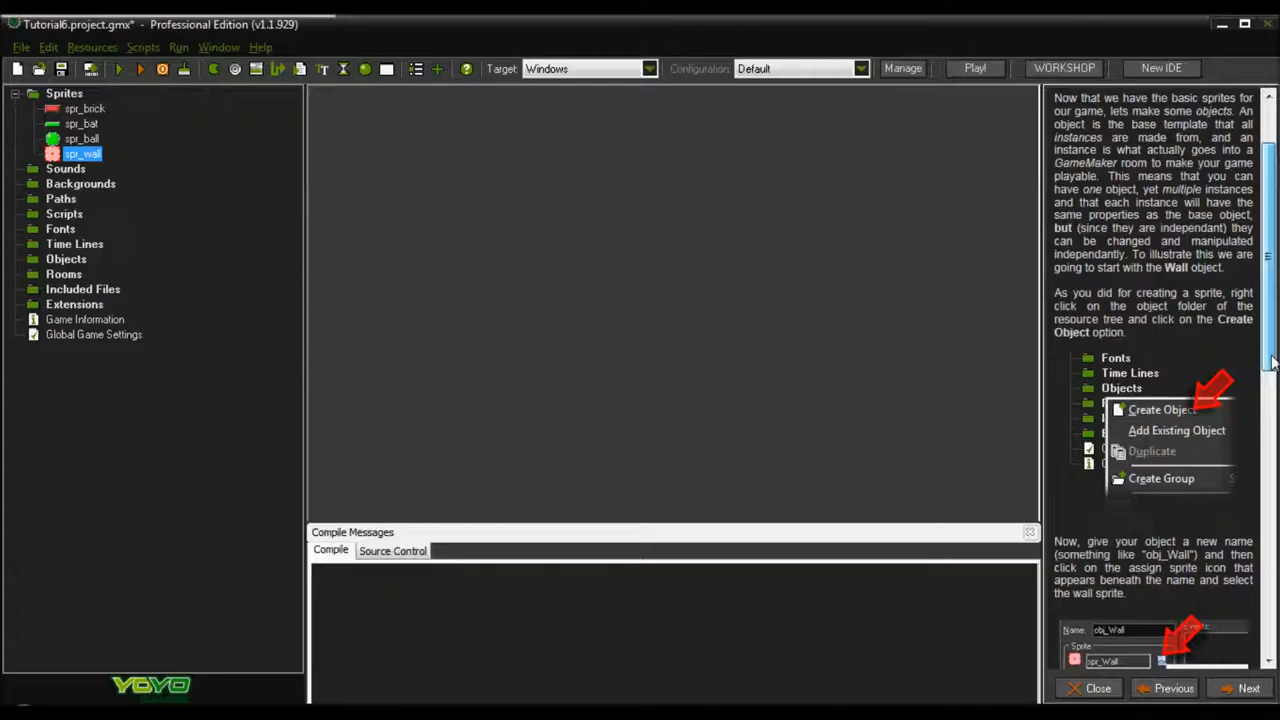 Tutorial6.project.gmx* - Professional Edition (v1.1.929)
File Edit Resources Scripts Run Window Help
Target: Windows Configuration: Default Manage Play! WORKSHOP New IDE
Sprites
spr_brick
spr_bat
spr_ball
spr_wall
Sounds
Backgrounds
Paths
Scripts
Fonts
Time Lines
Objects
Rooms
Included Files
Extensions
Game Information
Global Game Settings
YOYO
Compile Messages
Compile Source Control
Now that we have the basic sprites for
our game, lets make some objects. An
object is the base template that all
instances are made from, and an
instance is what actually goes into a
GameMaker room to make your game
playable. This means that you can
have one object, yet multiple instances
and that each instance will have the
same properties as the base object,
but (since they are independant) they
can be changed and manipulated
independantly. To illustrate this we are
going to start with the Wall object.
As you did for creating a sprite, right
click on the object folder of the
resource tree and click on the Create
Object option.
Fonts
Time Lines
Objects
Create Object
Add Existing Object
Duplicate
Create Group
Now, give your object a new name
(something like "obj_Wall") and then
click on the assign sprite icon that
appears beneath the name and select
the wall sprite.
Name: obj_Wall Events:
Sprite
spr_Wall
Close Previous Next